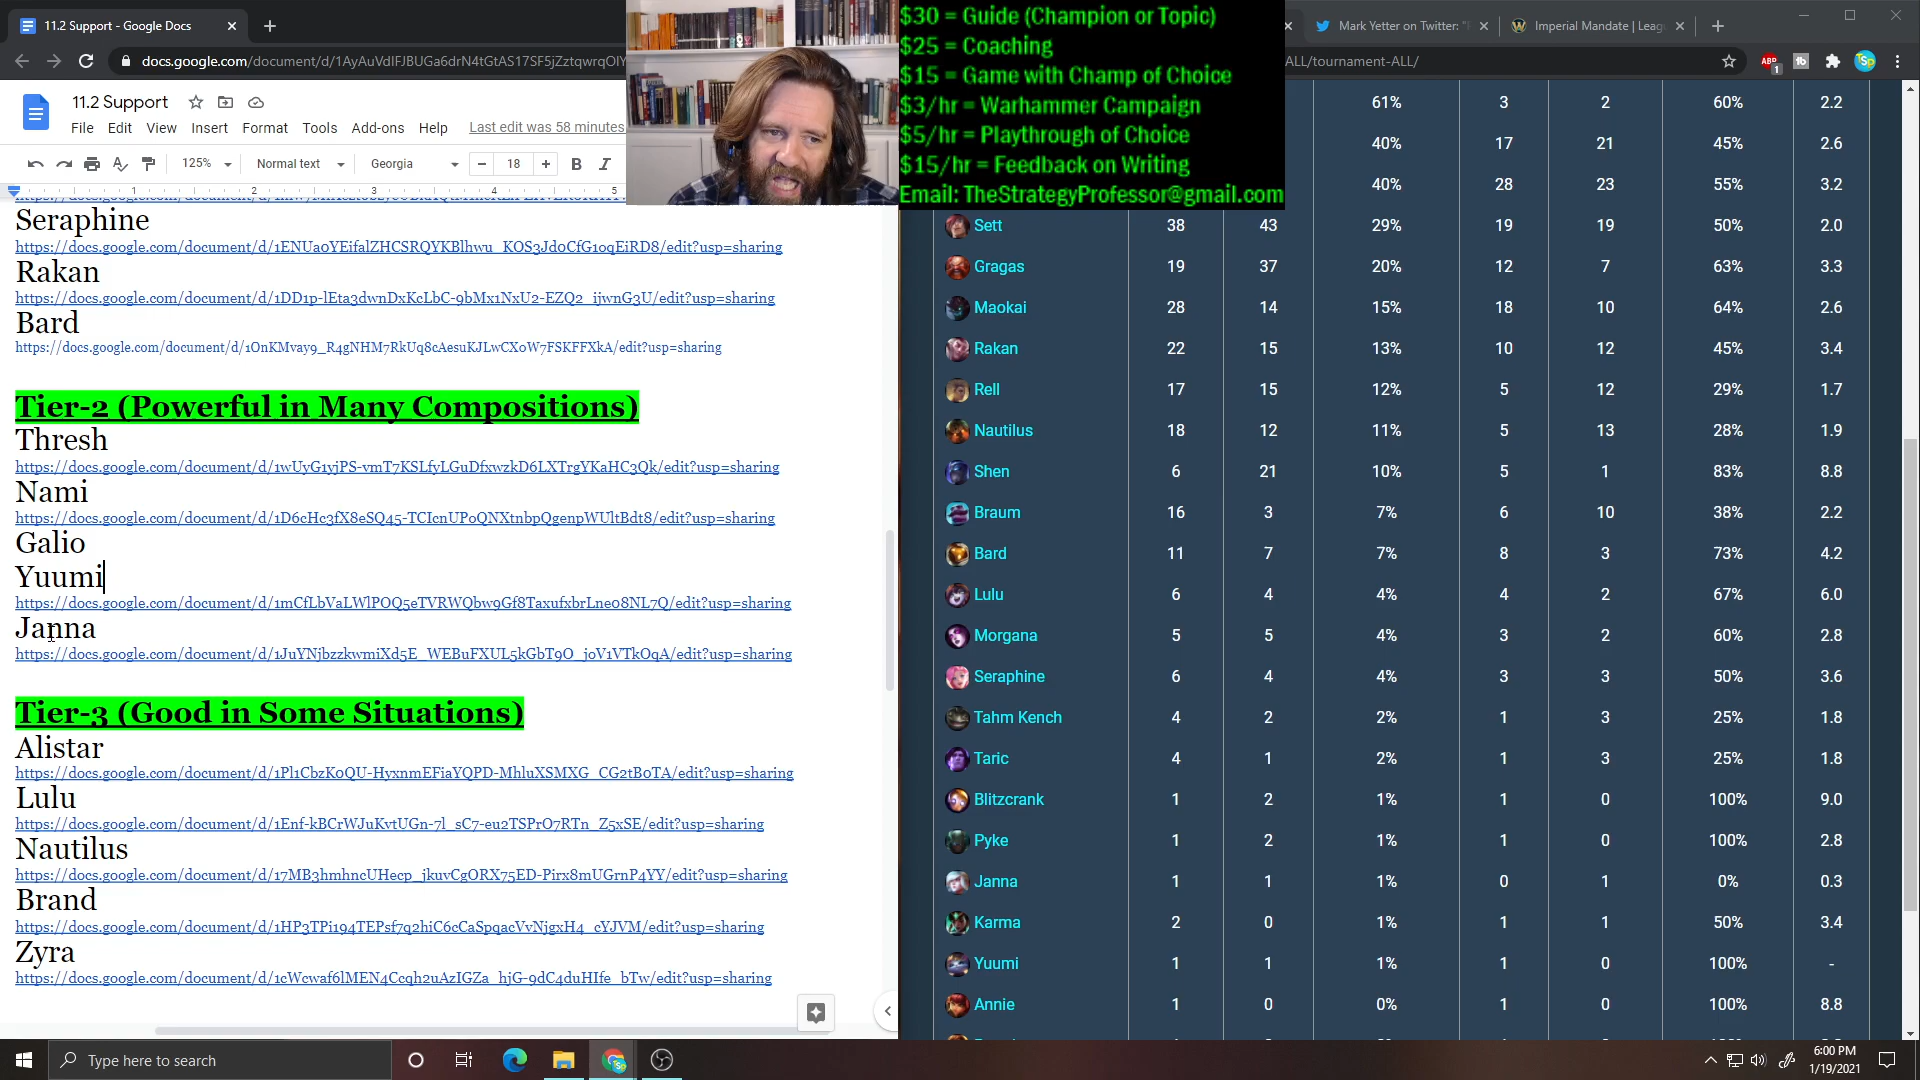 11.2 Support - Google Docs
Mark Yetter on Twitter: "
Imperial Mandate | Leag
docs.google.com/document/d/1AyAuVdIFJBUGa6drN4tGtAS17SF5jZztqwrqOIY
ALL/tournament-ALL/
$30 = Guide (Champion or Topic)
$25 = Coaching
$15 = Game with Champ of Choice
$3/hr = Warhammer Campaign
$5/hr = Playthrough of Choice
$15/hr = Feedback on Writing
Email: TheStrategyProfessor@gmail.com
11.2 Support
File Edit View Insert Format Tools Add-ons Help Last edit was 58 minutes
125% Normal text Georgia 18 B I
1 2 3 4 5
Seraphine
https://docs.google.com/document/d/1ENUa0YEifalZHCSRQYKBlhwu_KOS3Jd0CfG1oqEiRD8/edit?usp=sharing
Rakan
https://docs.google.com/document/d/1DD1p-lEta3dwnDxKcLbC-9bMx1NxU2-EZQ2_ijwnG3U/edit?usp=sharing
Bard
https://docs.google.com/document/d/1OnKMvay9_R4gNHM7RkUq8cAesuKJLwCX0W7FSKFFXkA/edit?usp=sharing
Tier-2 (Powerful in Many Compositions)
Thresh
https://docs.google.com/document/d/1wUyG1yjPS-vmT7KSLfyLGuDfxwzkD6LXTrgYKaHC3Qk/edit?usp=sharing
Nami
https://docs.google.com/document/d/1D6cHc3fX8eSQ45-TCIcnUPoQNXtnbpQgenpWUltBdt8/edit?usp=sharing
Galio
Yuumi
https://docs.google.com/document/d/1mCfLbVaLWlPOQ5eTVRWQbw9Gf8TaxufxbrLne08NL7Q/edit?usp=sharing
Janna
https://docs.google.com/document/d/1JuYNjbzzkwmiXd5E_WEBuFXUL5kGbT9O_joV1VTkOqA/edit?usp=sharing
Tier-3 (Good in Some Situations)
Alistar
https://docs.google.com/document/d/1Pl1CbzK0QU-HyxnmEFiaYQPD-MhluXSMXG_CG2tB0TA/edit?usp=sharing
Lulu
https://docs.google.com/document/d/1Enf-kBCrWJuKvtUGn-7l_sC7-eu2TSPrO7RTn_Z5xSE/edit?usp=sharing
Nautilus
https://docs.google.com/document/d/17MB3hmhncUHecp_jkuvCgORX75ED-Pirx8mUGrnP4YY/edit?usp=sharing
Brand
https://docs.google.com/document/d/1HP3TPi194TEPsf7q2hiC6cCaSpqacVvNjgxH4_cYJVM/edit?usp=sharing
Zyra
https://docs.google.com/document/d/1cWcwaf6lMEN4Ccqh2uAzIGZa_hjG-9dC4duHIfe_bTw/edit?usp=sharing
61% 3 2 60% 2.2
40% 17 21 45% 2.6
40% 28 23 55% 3.2
Sett 38 43 29% 19 19 50% 2.0
Gragas 19 37 20% 12 7 63% 3.3
Maokai 28 14 15% 18 10 64% 2.6
Rakan 22 15 13% 10 12 45% 3.4
Rell 17 15 12% 5 12 29% 1.7
Nautilus 18 12 11% 5 13 28% 1.9
Shen 6 21 10% 5 1 83% 8.8
Braum 16 3 7% 6 10 38% 2.2
Bard 11 7 7% 8 3 73% 4.2
Lulu 6 4 4% 4 2 67% 6.0
Morgana 5 5 4% 3 2 60% 2.8
Seraphine 6 4 4% 3 3 50% 3.6
Tahm Kench 4 2 2% 1 3 25% 1.8
Taric 4 1 2% 1 3 25% 1.8
Blitzcrank 1 2 1% 1 0 100% 9.0
Pyke 1 2 1% 1 0 100% 2.8
Janna 1 1 1% 0 1 0% 0.3
Karma 2 0 1% 1 1 50% 3.4
Yuumi 1 1 1% 1 0 100% -
Annie 1 0 0% 1 0 100% 8.8
Type here to search
6:00 PM
1/19/2021